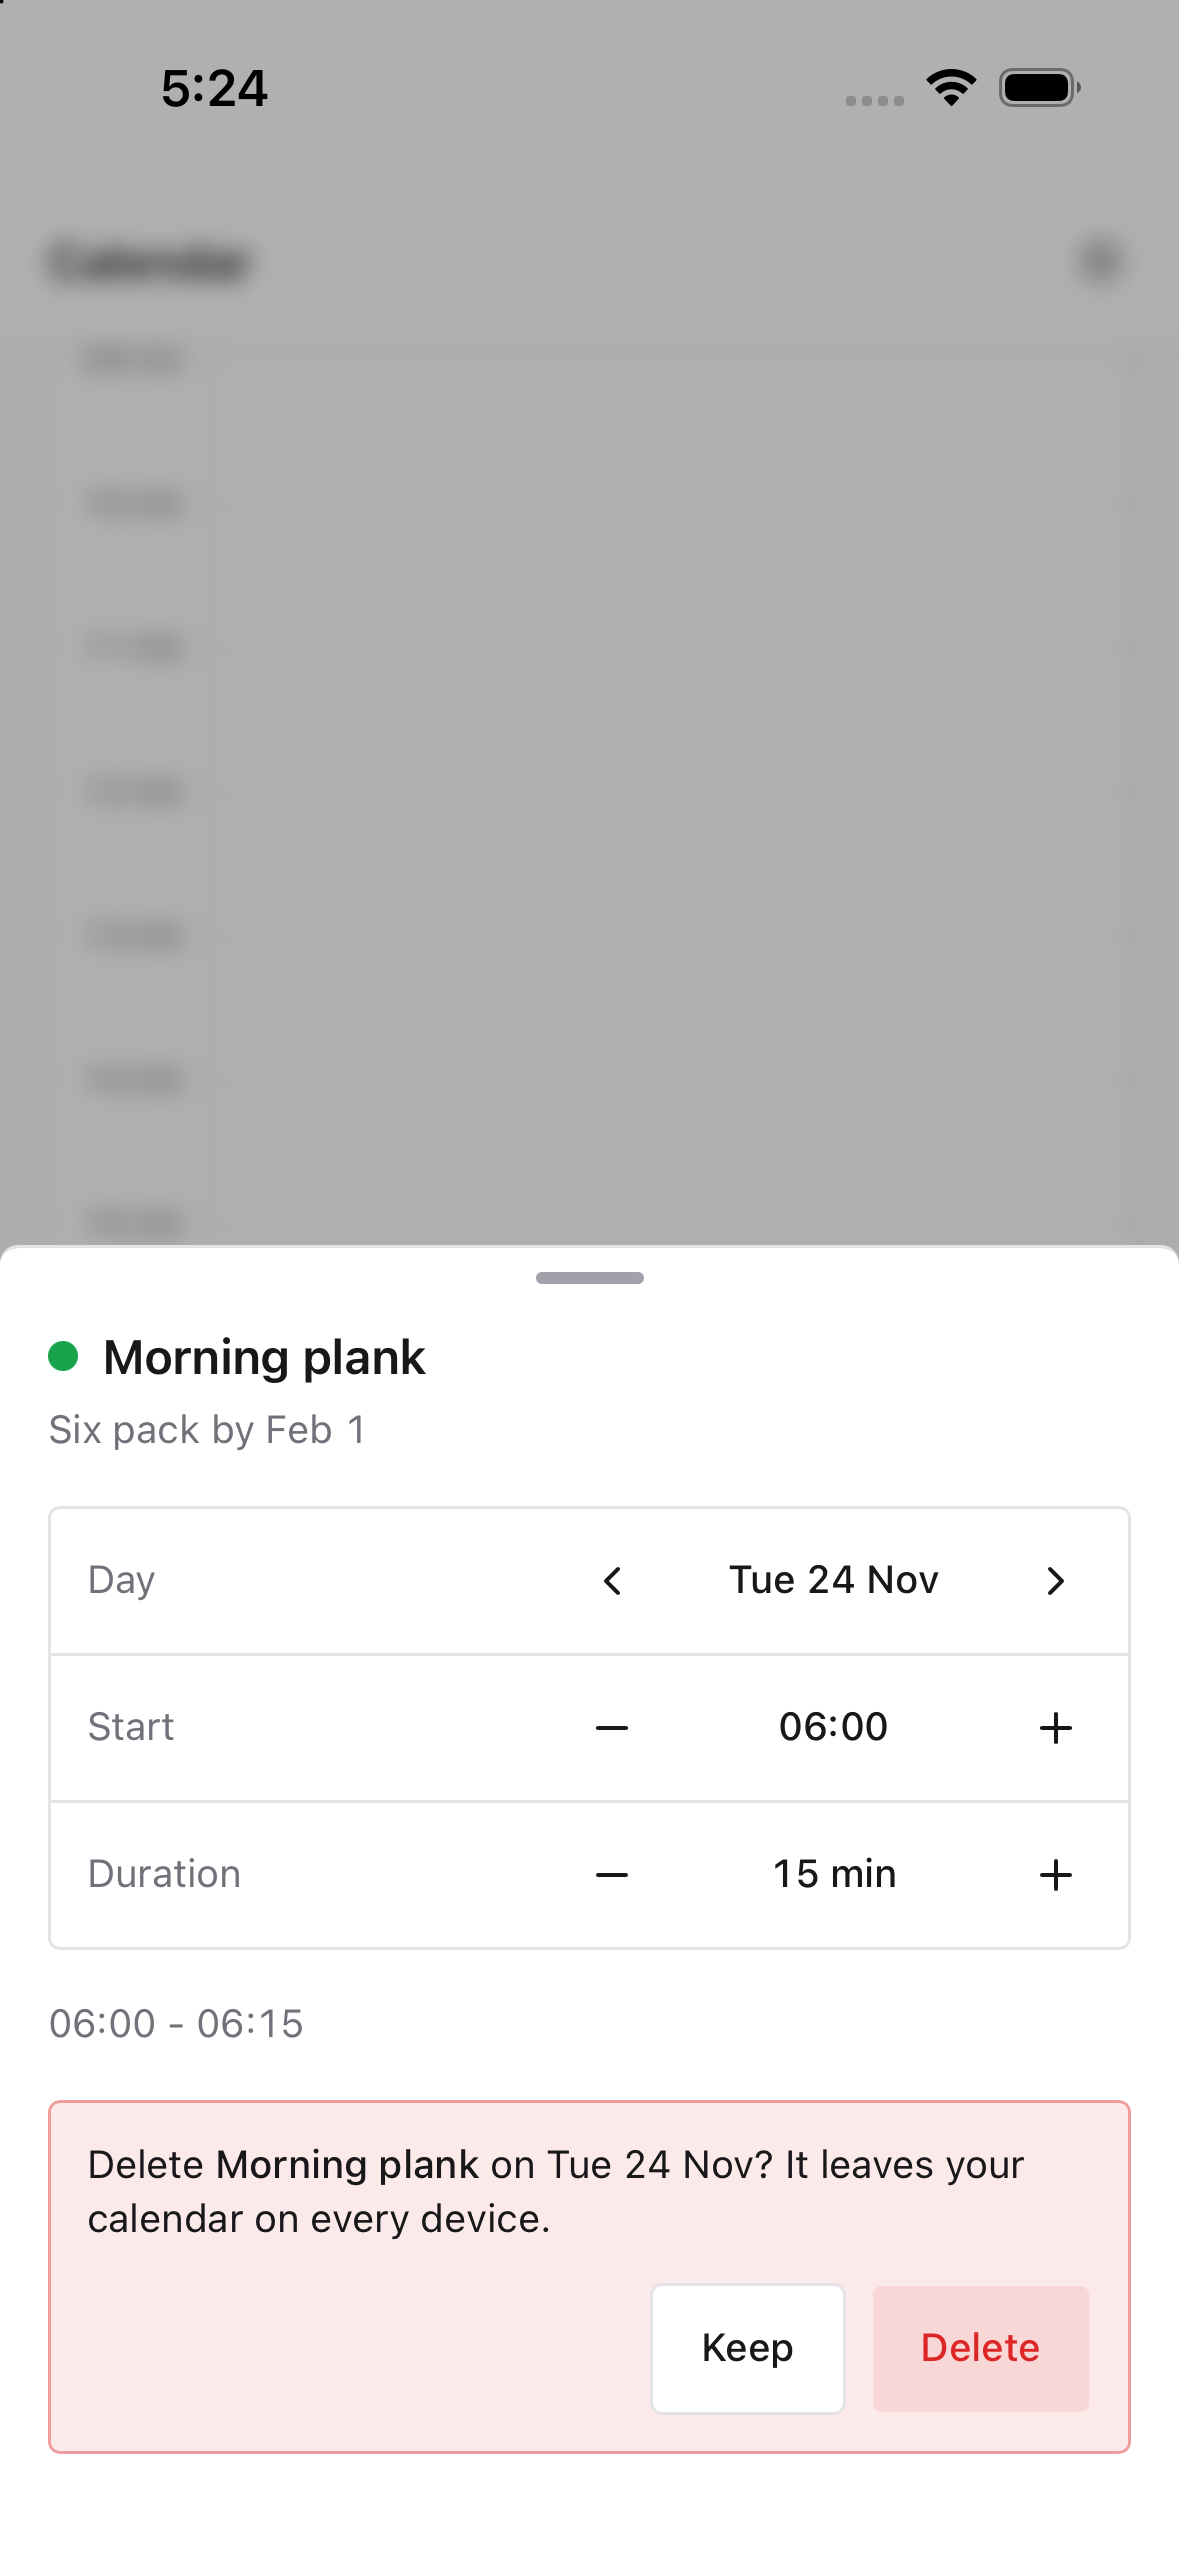 5:24
Calendar
Morning plank
Six pack by Feb 1
Day
Tue 24 Nov
Start
06:00
Duration
15 min
06:00 - 06:15
Delete Morning plank on Tue 24 Nov? It leaves your
calendar on every device.
Keep
Delete